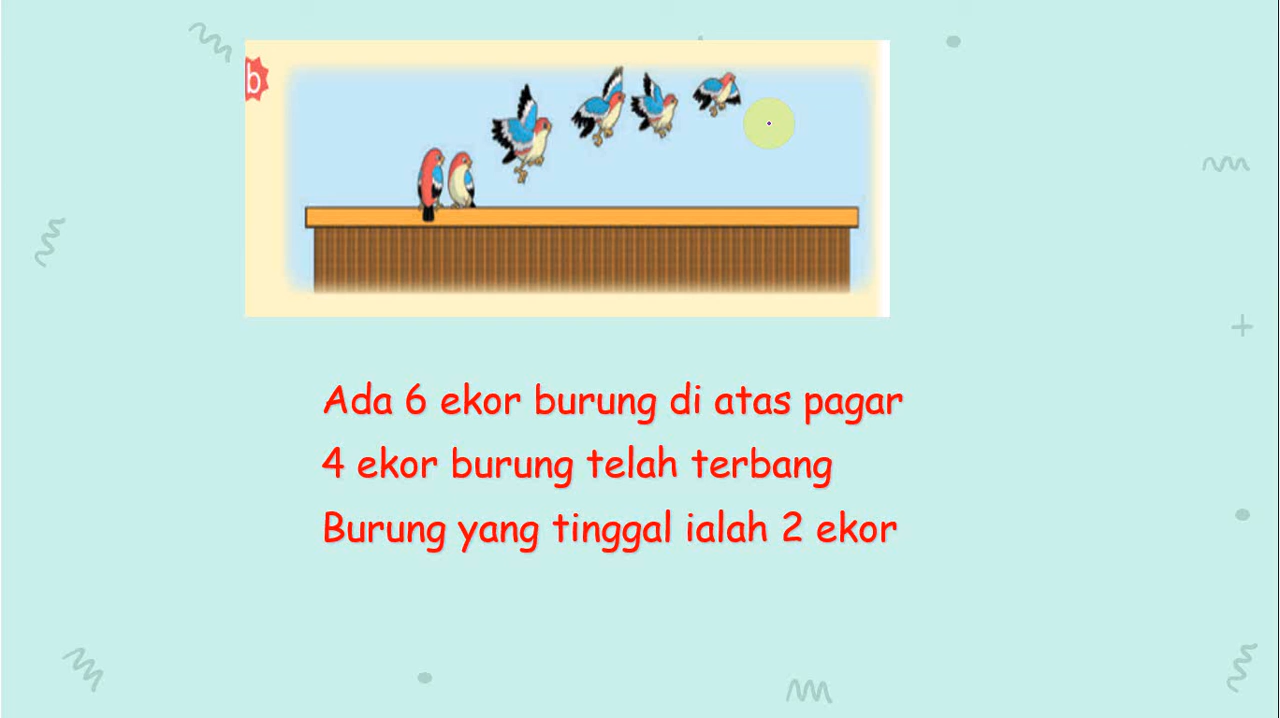 b
Ada 6 ekor burung di atas pagar
4 ekor burung telah terbang
Burung yang tinggal ialah 2 ekor